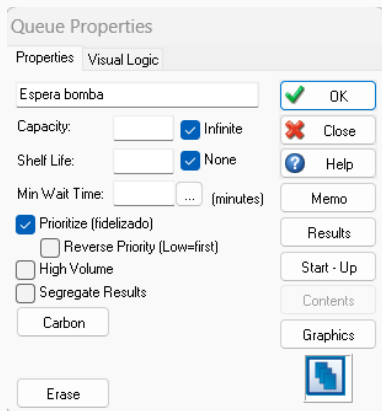 Queue Properties
Properties Visual Logic
Espera bomba
OK
Capacity: Infinite
Close
Shelf Life: None
Help
Min Wait Time: ... (minutes)
Memo
Prioritize (fidelizado)
Results
Reverse Priority (Low=first)
High Volume
Start - Up
Segregate Results
Contents
Carbon
Graphics
Erase